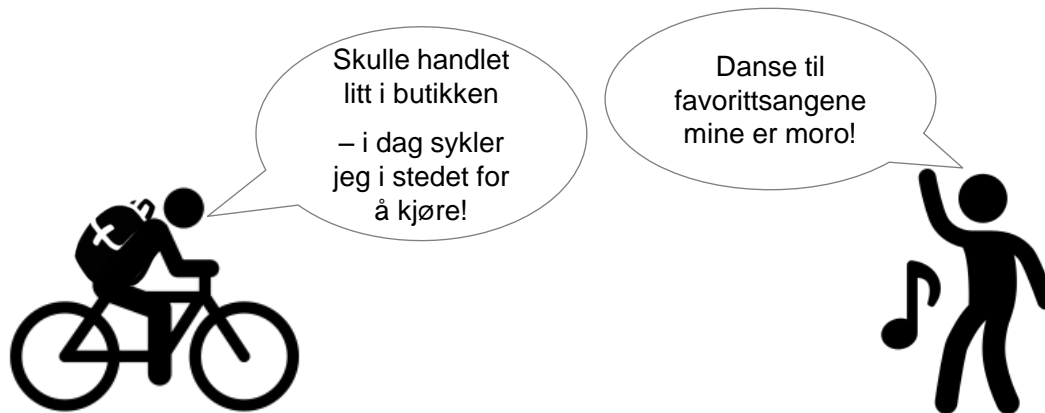 Skulle handlet
litt i butikken
– i dag sykler
jeg i stedet for
å kjøre!
Danse til
favorittsangene
mine er moro!